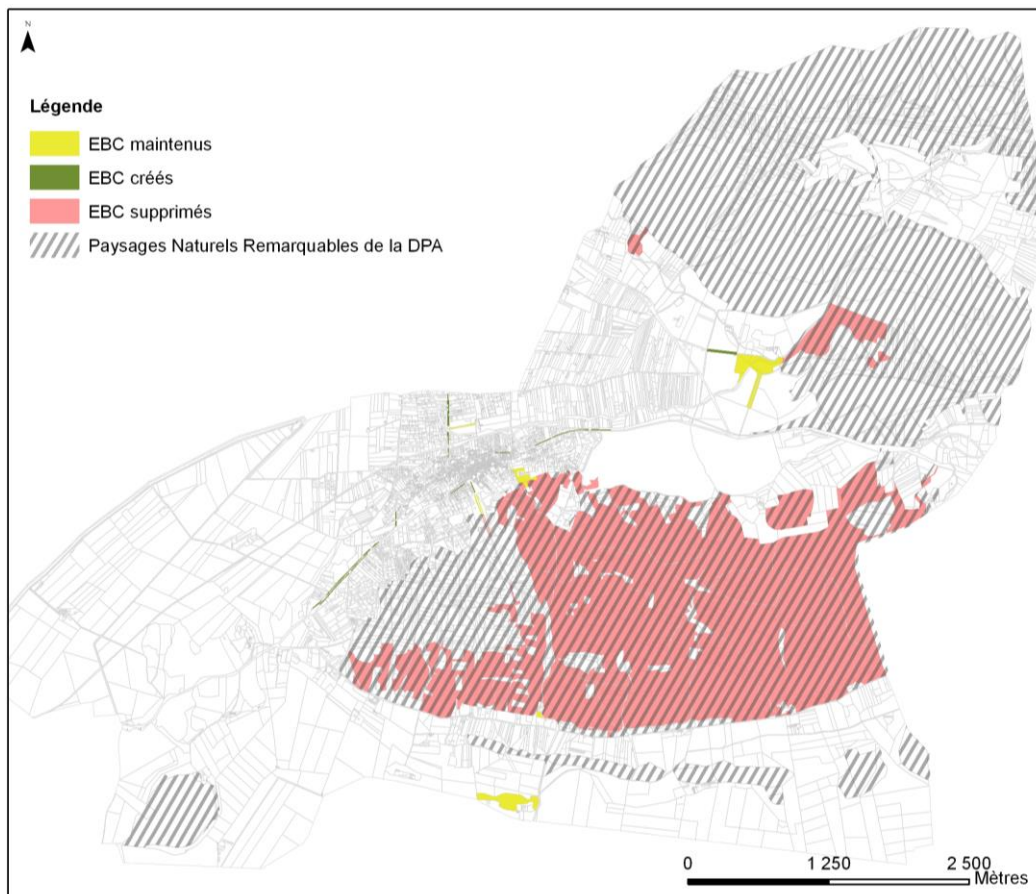 N
Légende
EBC maintenus
EBC créés
EBC supprimés
Paysages Naturels Remarquables de la DPA
0 1 250 2 500
Mètres